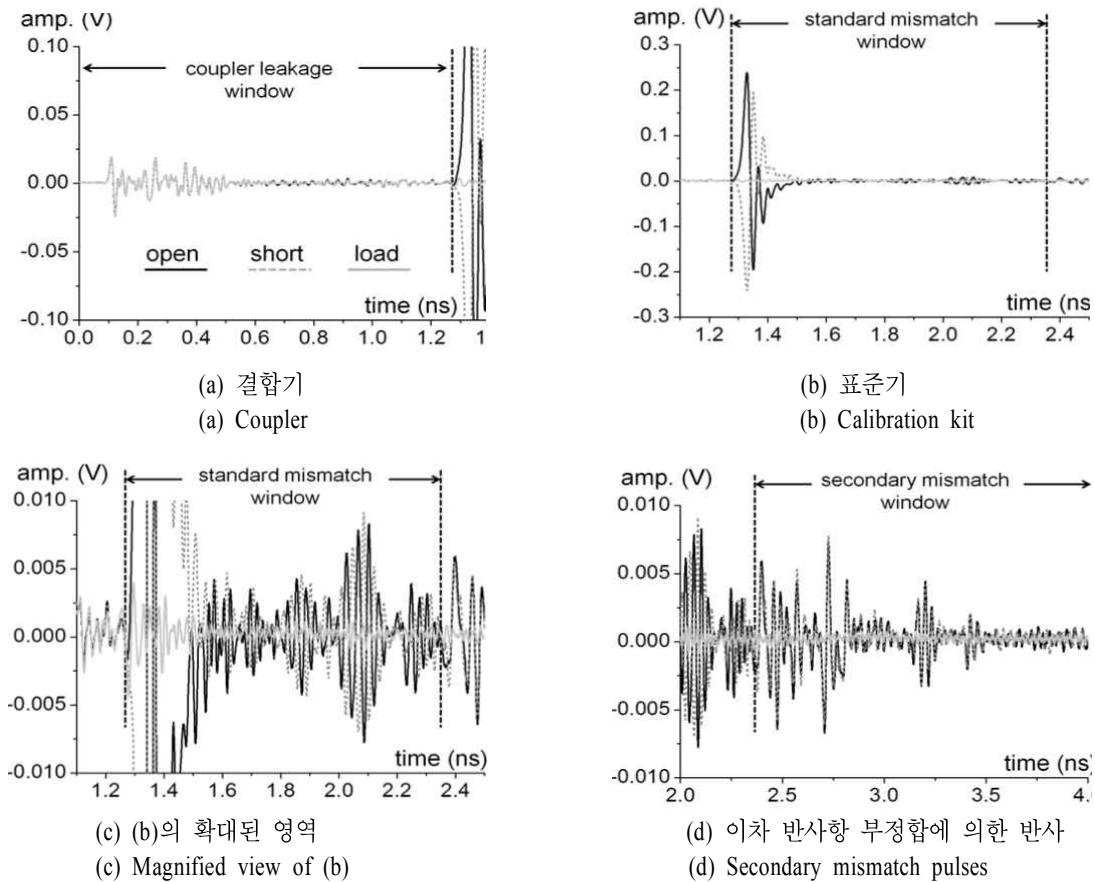 amp. (V)
0.10
0.05
0.00
-0.05
-0.10
coupler leakage
window
open short load
time (ns)
0.0 0.2 0.4 0.6 0.8 1.0 1.2 1
(a) 결합기
(a) Coupler
amp. (V)
0.3
0.2
0.1
0.0
-0.1
-0.2
-0.3
standard mismatch
window
time (ns)
1.2 1.4 1.6 1.8 2.0 2.2 2.4
(b) 표준기
(b) Calibration kit
amp. (V)
0.010
0.005
0.000
-0.005
-0.010
standard mismatch
window
time (ns)
1.2 1.4 1.6 1.8 2.0 2.2 2.4
(c) (b)의 확대된 영역
(c) Magnified view of (b)
amp. (V)
0.010
0.005
0.000
-0.005
-0.010
secondary mismatch
window
time (ns)
2.0 2.5 3.0 3.5 4.0
(d) 이차 반사항 부정합에 의한 반사
(d) Secondary mismatch pulses